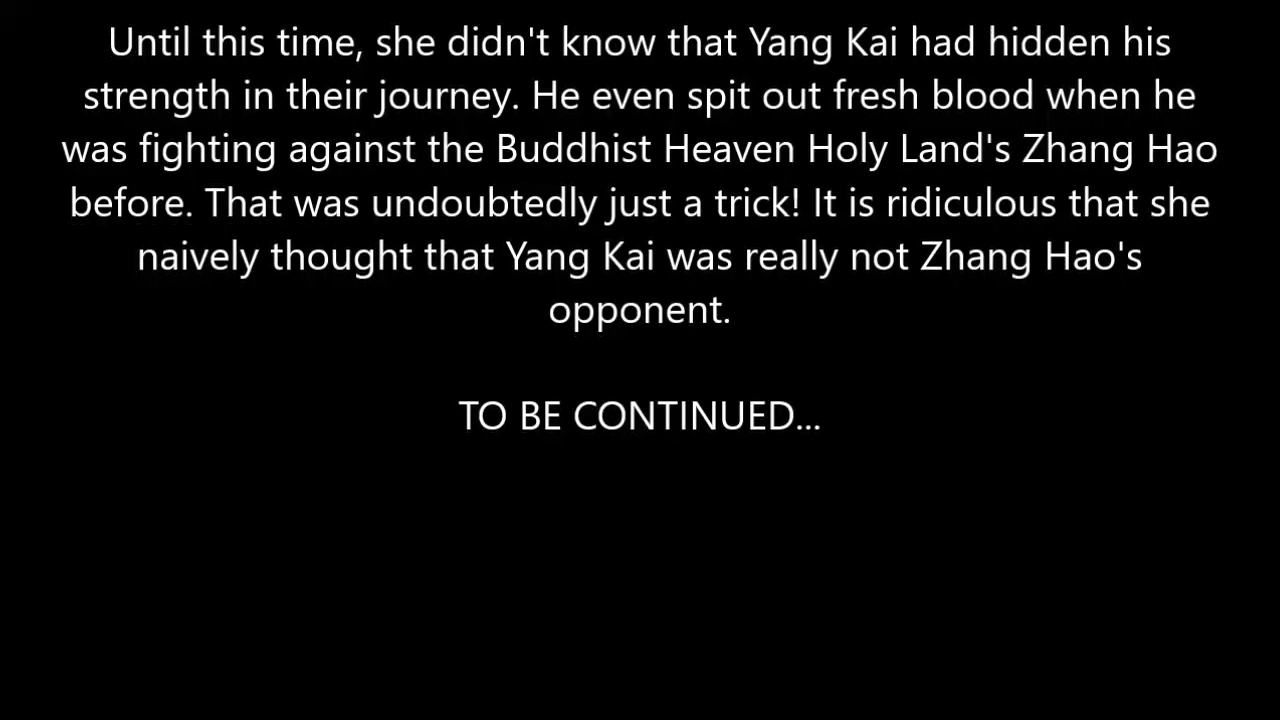 Until this time, she didn't know that Yang Kai had hidden his
strength in their journey. He even spit out fresh blood when he
was fighting against the Buddhist Heaven Holy Land's Zhang Hao
before. That was undoubtedly just a trick! It is ridiculous that she
naively thought that Yang Kai was really not Zhang Hao's
opponent.
TO BE CONTINUED...